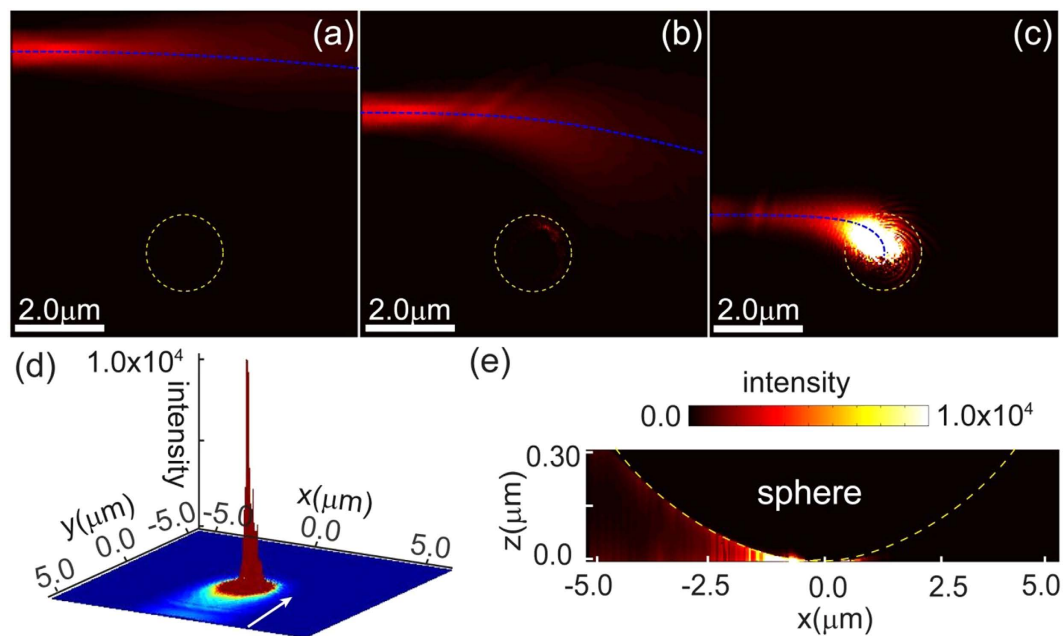 (a)
(b)
(c)
2.0μm
2.0μm
2.0μm
(d)
1.0x10⁴
intensity
y(μm)
-5.0
0.0
5.0
x(μm)
-5.0
0.0
5.0
(e)
intensity
0.0
1.0x10⁴
z(μm)
0.30
0.0
sphere
-5.0
-2.5
0.0
2.5
5.0
x(μm)